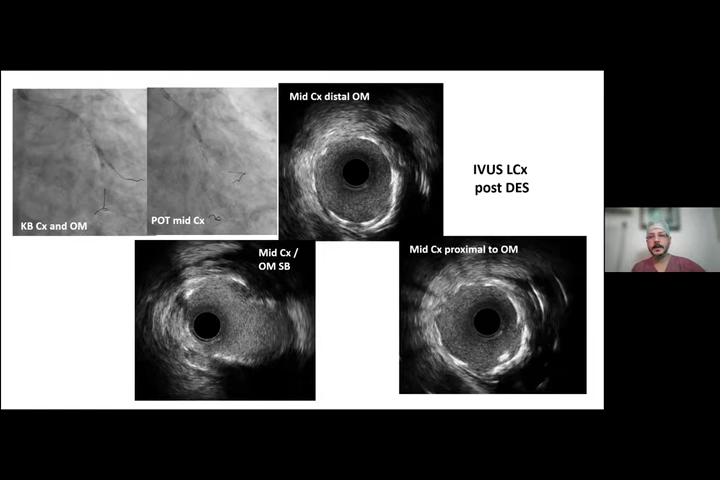 Mid Cx distal OM
IVUS LCx
post DES
KB Cx and OM
POT mid Cx
Mid Cx /
OM SB
Mid Cx proximal to OM